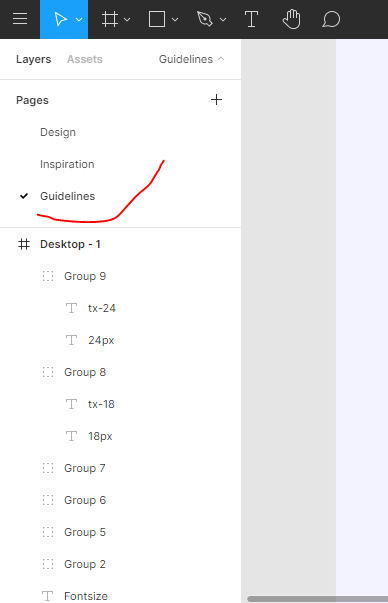 Layers Assets Guidelines
Pages
Design
Inspiration
Guidelines
Desktop - 1
Group 9
tx-24
24px
Group 8
tx-18
18px
Group 7
Group 6
Group 5
Group 2
Fontsize